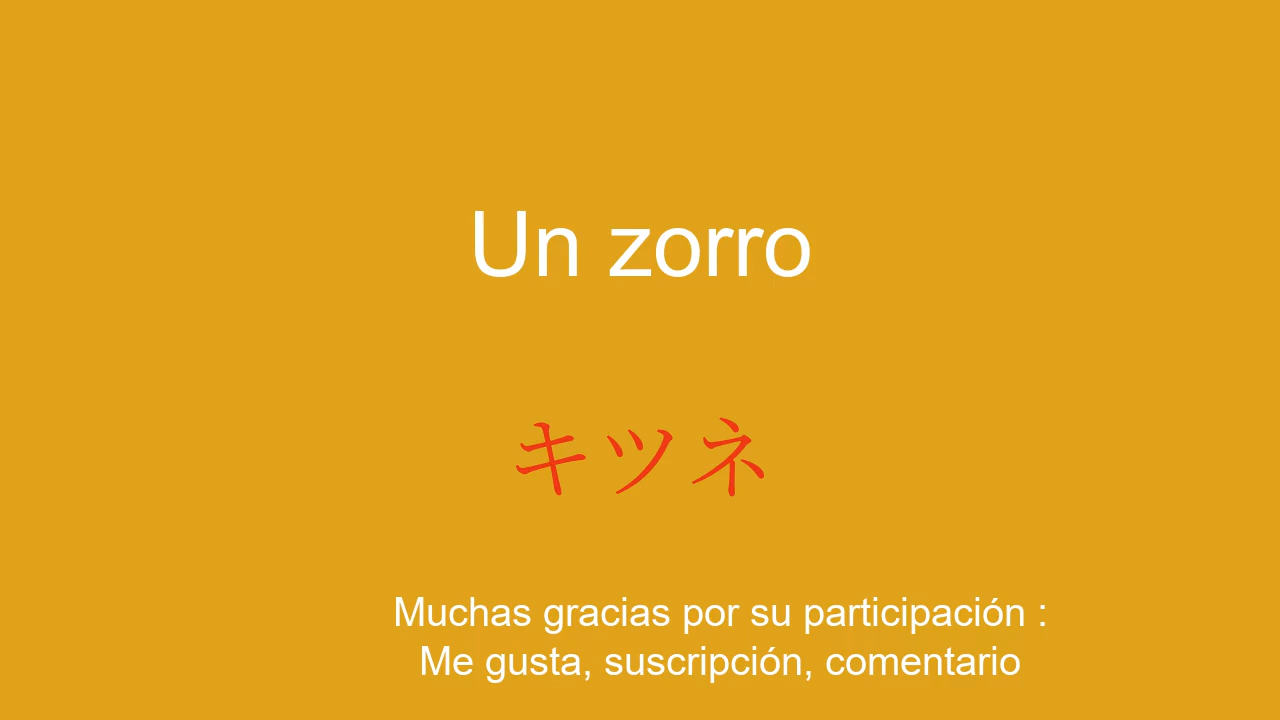 Un zorro
キツネ
Muchas gracias por su participación :
Me gusta, suscripción, comentario